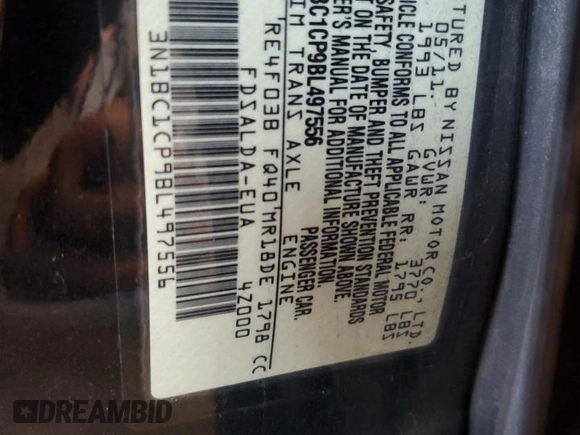 TURED BY NISSAN MOTOR CO., LTD.
05/11 GVWR: 3770 LBS
1993 LBS GAWR RR: 1795 LBS
ICLE CONFORMS TO ALL APPLICABLE FEDERAL MOTOR
SAFETY, BUMPER AND THEFT PREVENTION STANDARDS
T ON THE DATE OF MANUFACTURE SHOWN ABOVE.
ER'S MANUAL FOR ADDITIONAL INFORMATION.
BC1CP9BL497556 PASSENGER CAR.
IM TRANS AXLE ENGINE
RE4F03B FQ40 MR18DE 1798 CC
FDSALDA-EUA 4Z000
3N1BC1CP9BL497556
DREAMBID